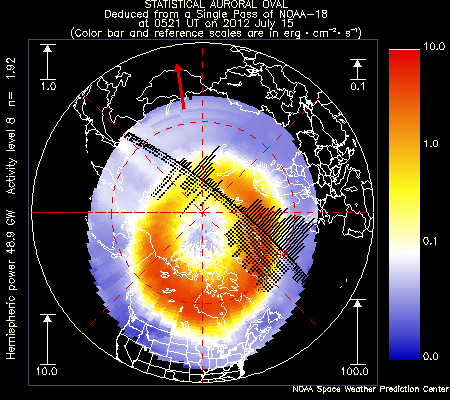 STATISTICAL AURORAL OVAL
Deduced from a Single Pass of NOAA-18
at 0521 UT on 2012 July 15
(Color bar and reference scales are in erg · cm⁻² · s⁻¹)
Hemispheric power 48.9 GW   Activity level 8   n=  1.92
1.0
0.1
10.0
100.0
10.0
1.0
0.1
0.0
NOAA Space Weather Prediction Center